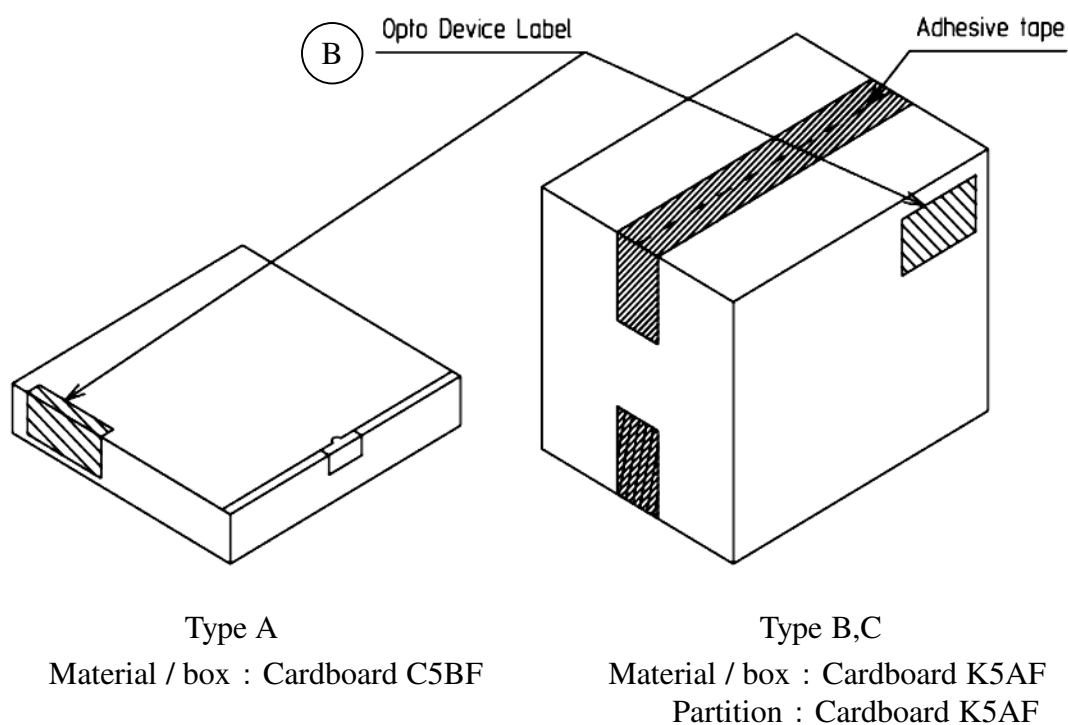 B
Opto Device Label
Adhesive tape
Type A
Type B,C
Material / box : Cardboard C5BF
Material / box : Cardboard K5AF
Partition : Cardboard K5AF